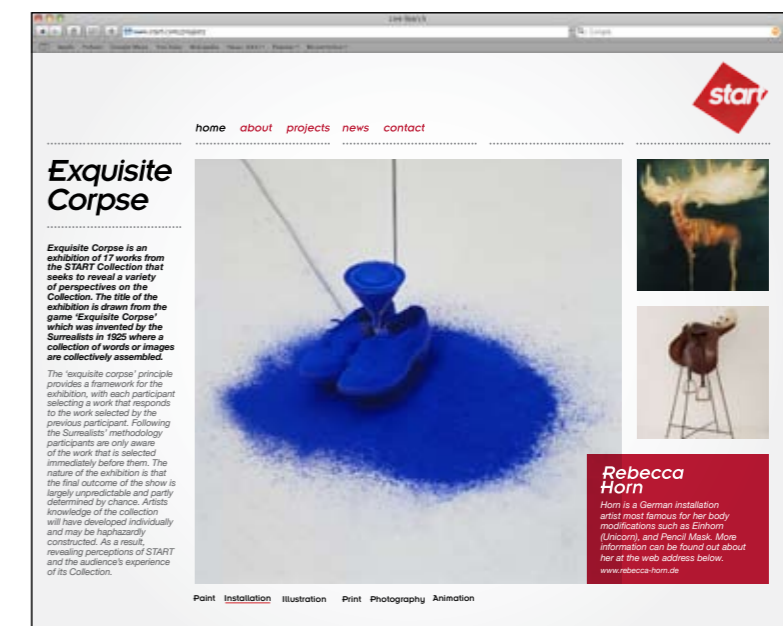 Live Search
www.start.com/projects
start
home about projects news contact
Exquisite
Corpse
Exquisite Corpse is an
exhibition of 17 works from
the START Collection that
seeks to reveal a variety
of perspectives on the
Collection. The title of the
exhibition is drawn from the
game ‘Exquisite Corpse’
which was invented by the
Surrealists in 1925 where a
collection of words or images
are collectively assembled.
The ‘exquisite corpse’ principle
provides a framework for the
exhibition, with each participant
selecting a work that responds
to the work selected by the
previous participant. Following
the Surrealists’ methodology
participants are only aware
of the work that is selected
immediately before them. The
nature of the exhibition is that
the final outcome of the show is
largely unpredictable and partly
determined by chance. Artists
knowledge of the collection
will have developed individually
and may be haphazardly
constructed. As a result,
revealing perceptions of START
and the audience’s experience
of its Collection.
Rebecca
Horn
Horn is a German installation
artist most famous for her body
modifications such as Einhorn
(Unicorn), and Pencil Mask. More
information can be found out about
her at the web address below.
www.rebecca-horn.de
Paint Installation Illustration Print Photography Animation